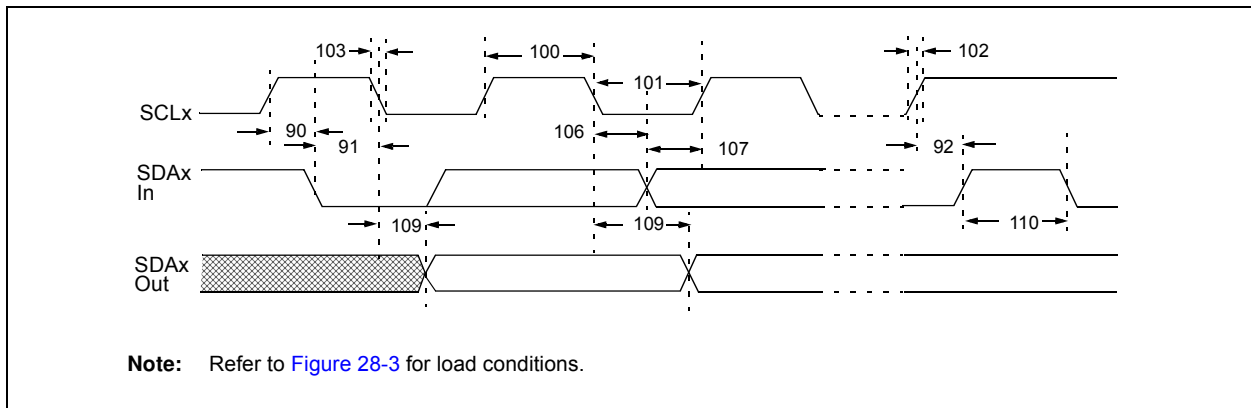 103
100
102
101
SCLx
90
91
106
107
92
SDAx
In
109
109
110
SDAx
Out
Note: Refer to Figure 28-3 for load conditions.